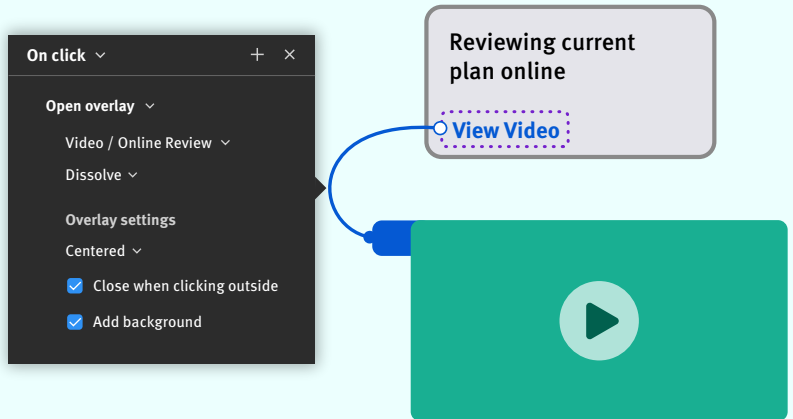 On click
Open overlay
Video / Online Review
Dissolve
Overlay settings
Centered
Close when clicking outside
Add background
Reviewing current
plan online
View Video